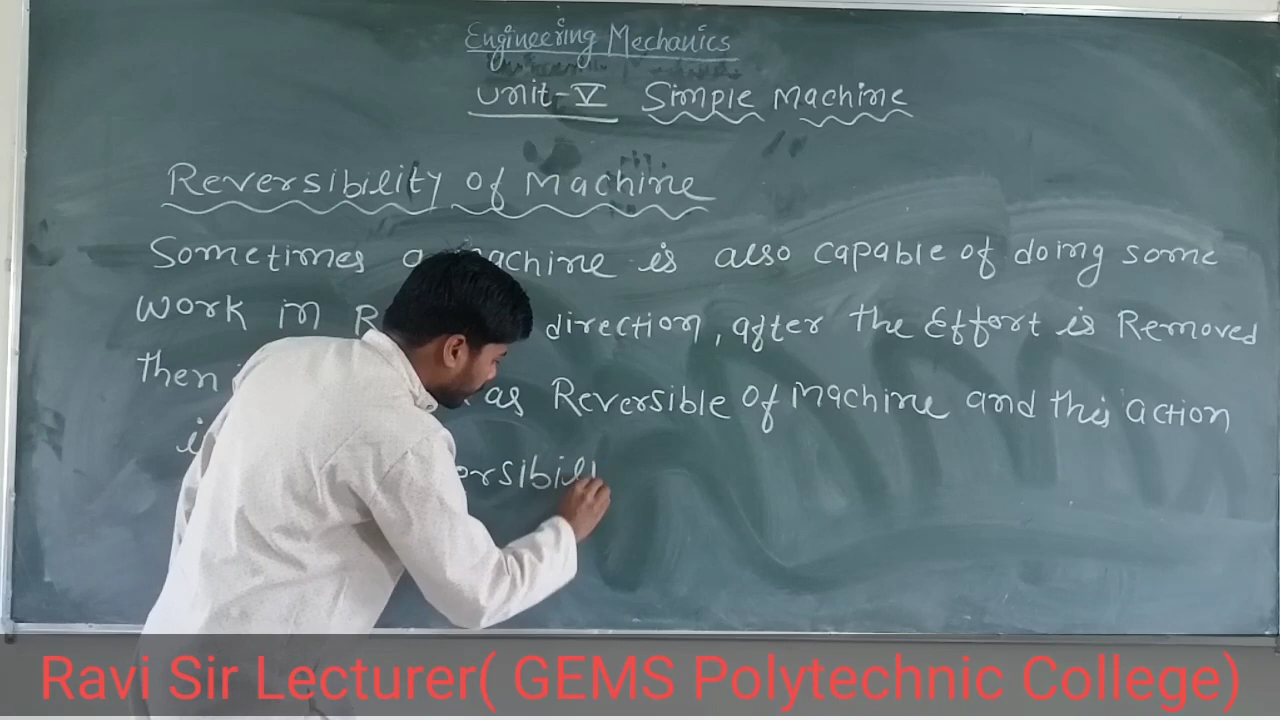 Engineering Mechanics
Unit-V Simple Machine
Reversibility of Machine
Sometimes a machine is also capable of doing some
work in direction, after the Effort is Removed
then as Reversible of Machine and this action
Ravi Sir Lecturer( GEMS Polytechnic College)